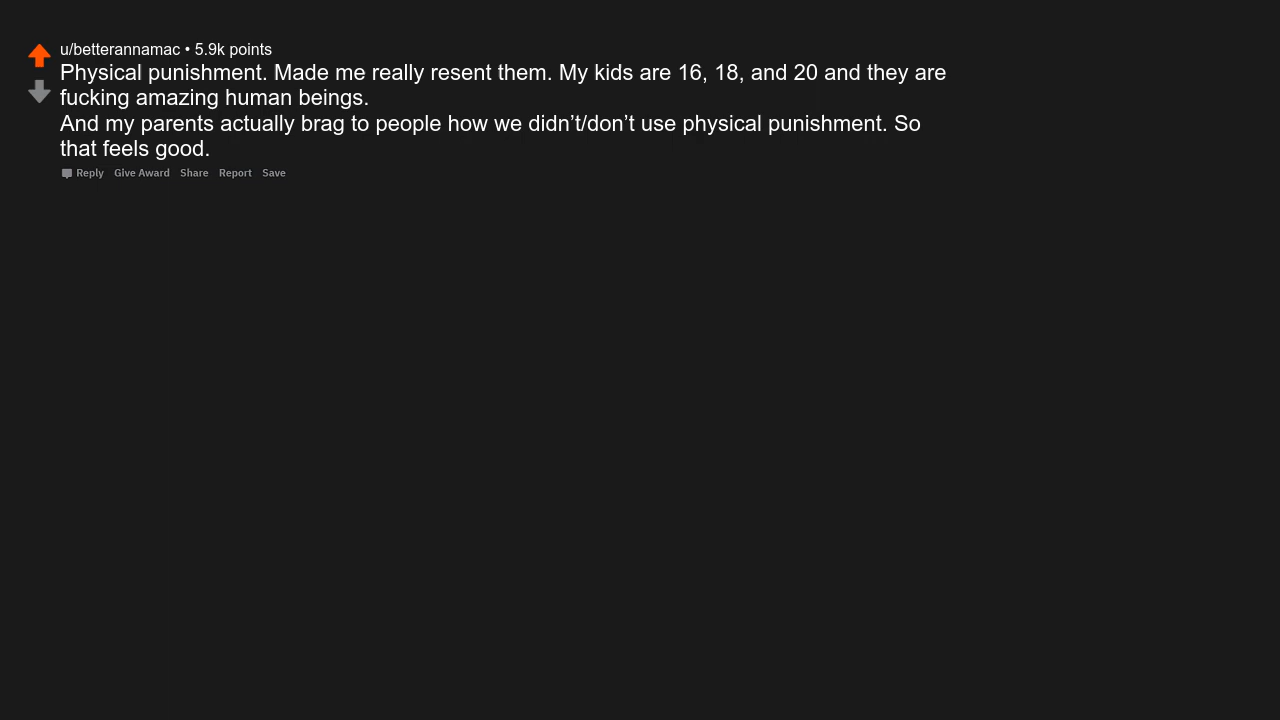 u/betterannamac • 5.9k points
Physical punishment. Made me really resent them. My kids are 16, 18, and 20 and they are
fucking amazing human beings.
And my parents actually brag to people how we didn’t/don’t use physical punishment. So
that feels good.
Reply Give Award Share Report Save